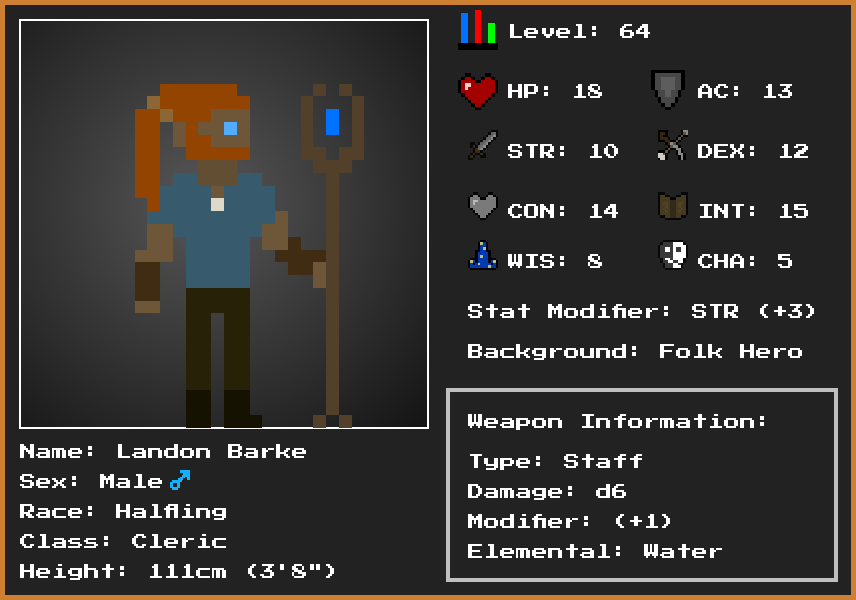 Level: 64
HP: 18 AC: 13
STR: 10 DEX: 12
CON: 14 INT: 15
WIS: 8 CHA: 5
Stat Modifier: STR (+3)
Background: Folk Hero
Weapon Information:
Type: Staff
Damage: d6
Modifier: (+1)
Elemental: Water
Name: Landon Barke
Sex: Male ♂
Race: Halfling
Class: Cleric
Height: 111cm (3'8")